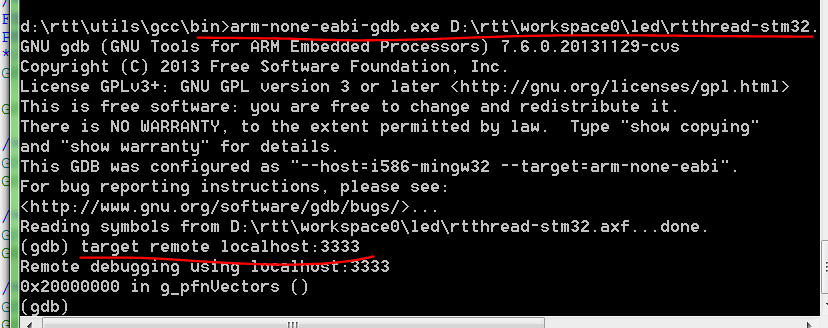 d:\rtt\utils\gcc\bin>arm-none-eabi-gdb.exe D:\rtt\workspace0\led\rtthread-stm32.
GNU gdb (GNU Tools for ARM Embedded Processors) 7.6.0.20131129-cvs
Copyright (C) 2013 Free Software Foundation, Inc.
License GPLv3+: GNU GPL version 3 or later <http://gnu.org/licenses/gpl.html>
This is free software: you are free to change and redistribute it.
There is NO WARRANTY, to the extent permitted by law.  Type "show copying"
and "show warranty" for details.
This GDB was configured as "--host=i586-mingw32 --target=arm-none-eabi".
For bug reporting instructions, please see:
<http://www.gnu.org/software/gdb/bugs/>...
Reading symbols from D:\rtt\workspace0\led\rtthread-stm32.axf...done.
(gdb) target remote localhost:3333
Remote debugging using localhost:3333
0x20000000 in g_pfnVectors ()
(gdb)